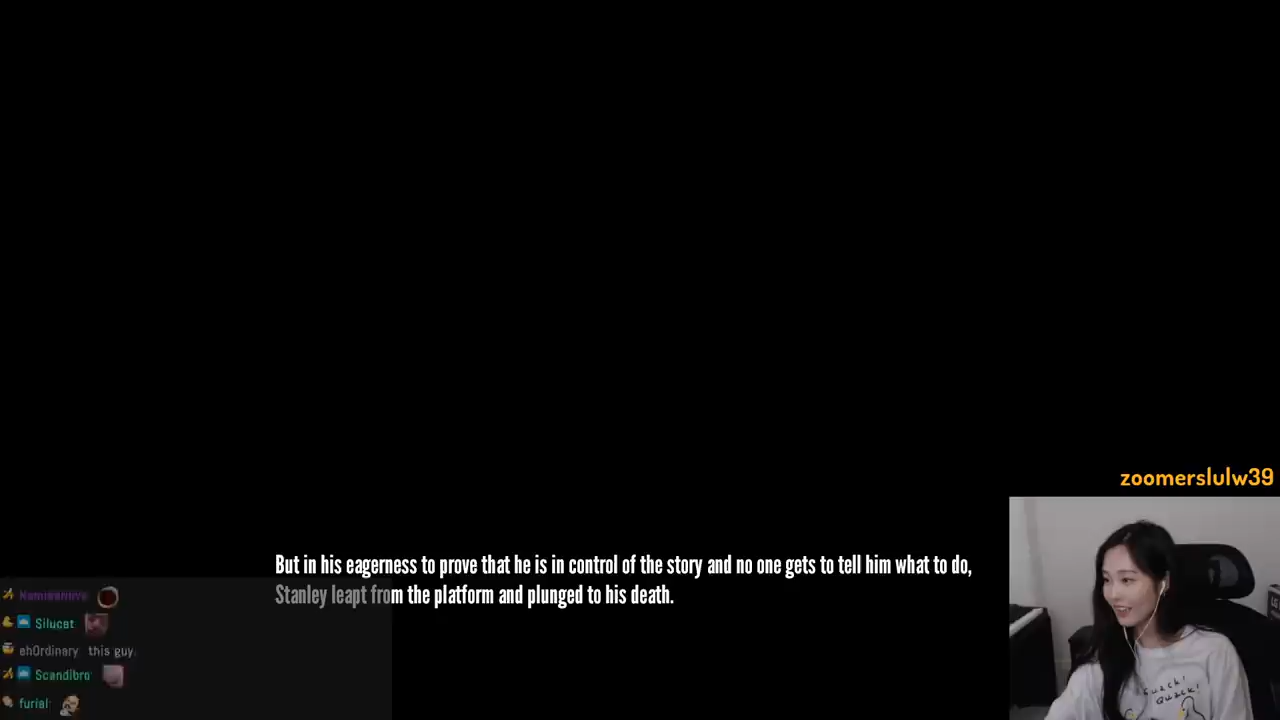 zoomerslulw39
But in his eagerness to prove that he is in control of the story and no one gets to tell him what to do,
Stanley leapt from the platform and plunged to his death.
Silucat
eh0rdinary this guy.
Scandibro
furial
Quack!
Quack!